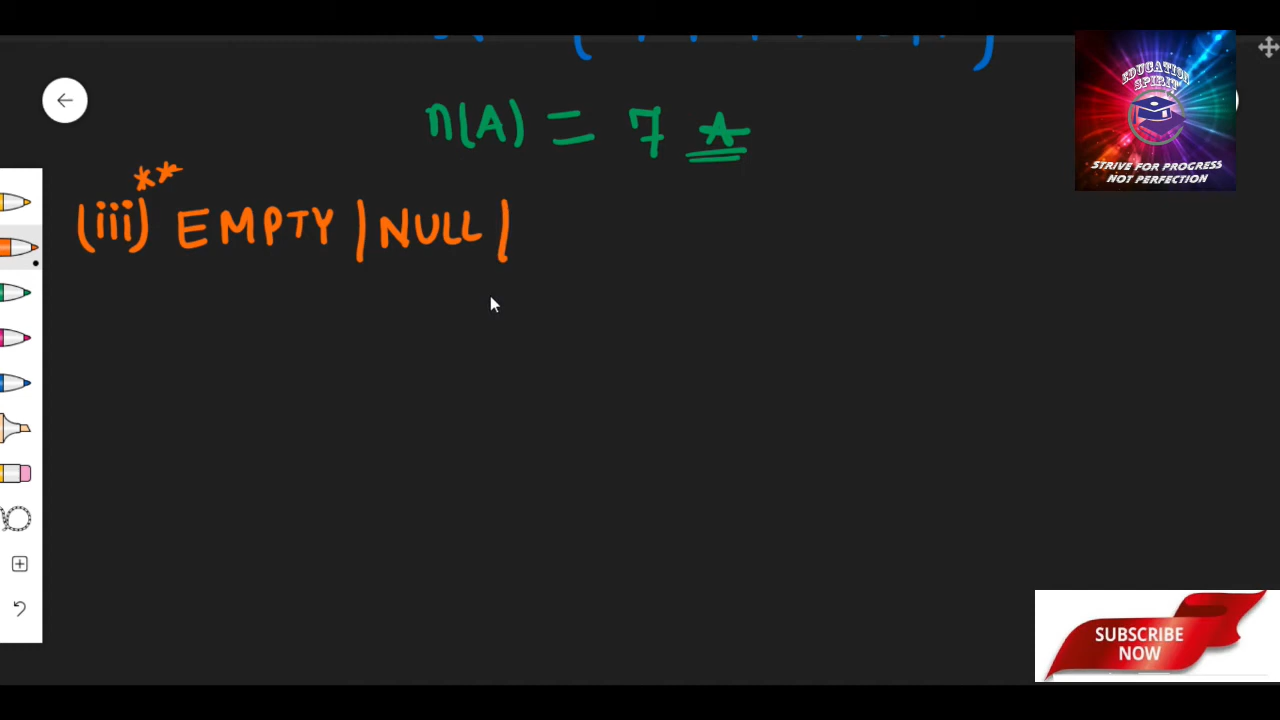 n(A) = 7
(iii)** EMPTY | NULL |
EDUCATION
SPIRIT
STRIVE FOR PROGRESS
NOT PERFECTION
SUBSCRIBE
NOW